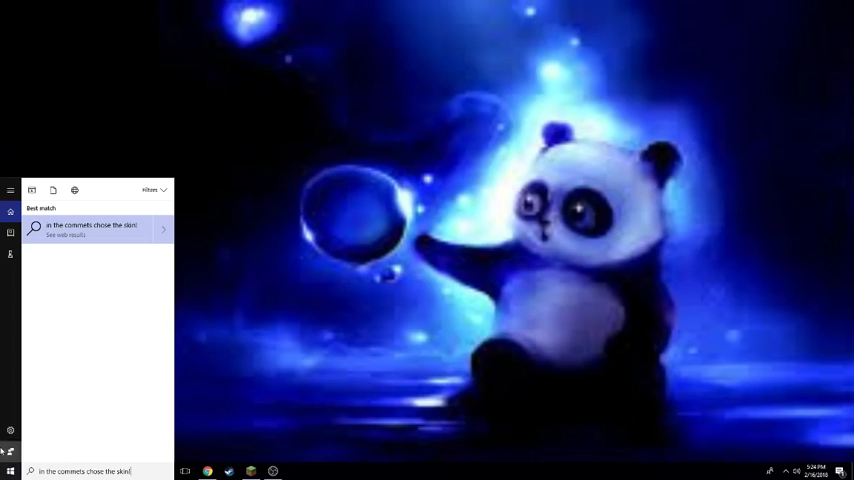 Filters
Best match
in the commets chose the skin!
See web results
in the commets chose the skin!
5:24 PM
2/16/2018